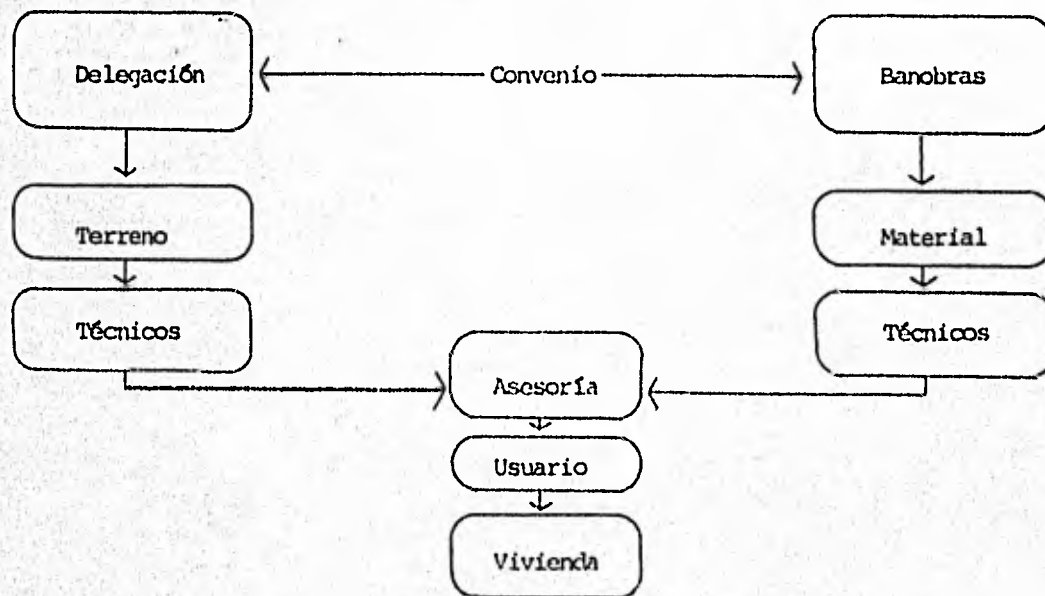 Delegación
Convenio
Banobras
Terreno
Material
Técnicos
Técnicos
Asesoría
Usuario
Vivienda